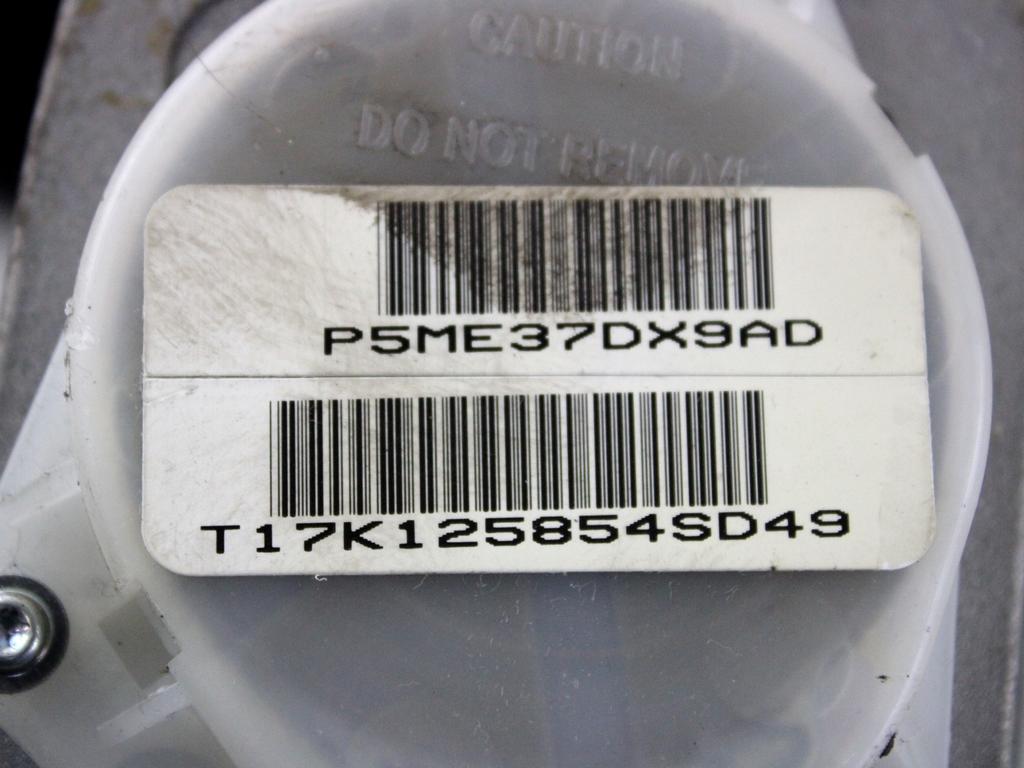 CAUTION
DO NOT REMOVE
P5ME37DX9AD
T17K125854SD49